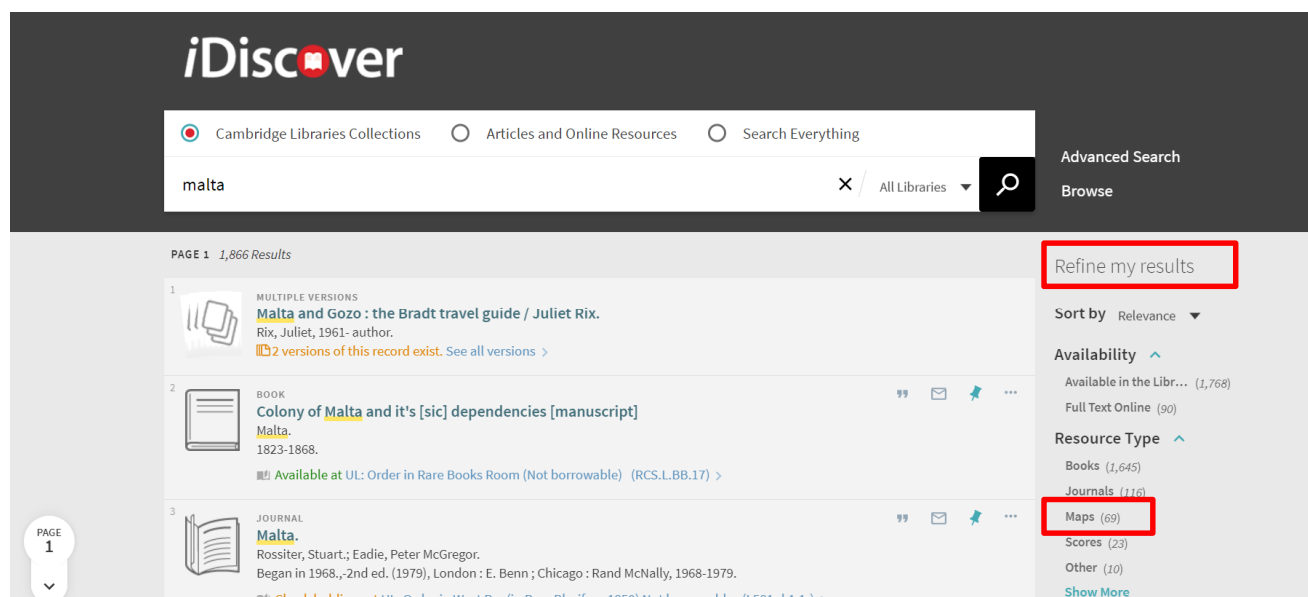 iDiscover
Cambridge Libraries Collections Articles and Online Resources Search Everything
malta
All Libraries
Advanced Search
Browse
PAGE 1 1,866 Results
1
MULTIPLE VERSIONS
Malta and Gozo : the Bradt travel guide / Juliet Rix.
Rix, Juliet, 1961- author.
2 versions of this record exist. See all versions >
2
BOOK
Colony of Malta and it's [sic] dependencies [manuscript]
Malta.
1823-1868.
Available at UL: Order in Rare Books Room (Not borrowable) (RCS.L.BB.17) >
3
JOURNAL
Malta.
Rossiter, Stuart.; Eadie, Peter McGregor.
Began in 1968.,-2nd ed. (1979), London : E. Benn ; Chicago : Rand McNally, 1968-1979.
PAGE
1
Refine my results
Sort by Relevance
Availability
Available in the Libr... (1,768)
Full Text Online (90)
Resource Type
Books (1,645)
Journals (116)
Maps (69)
Scores (23)
Other (10)
Show More